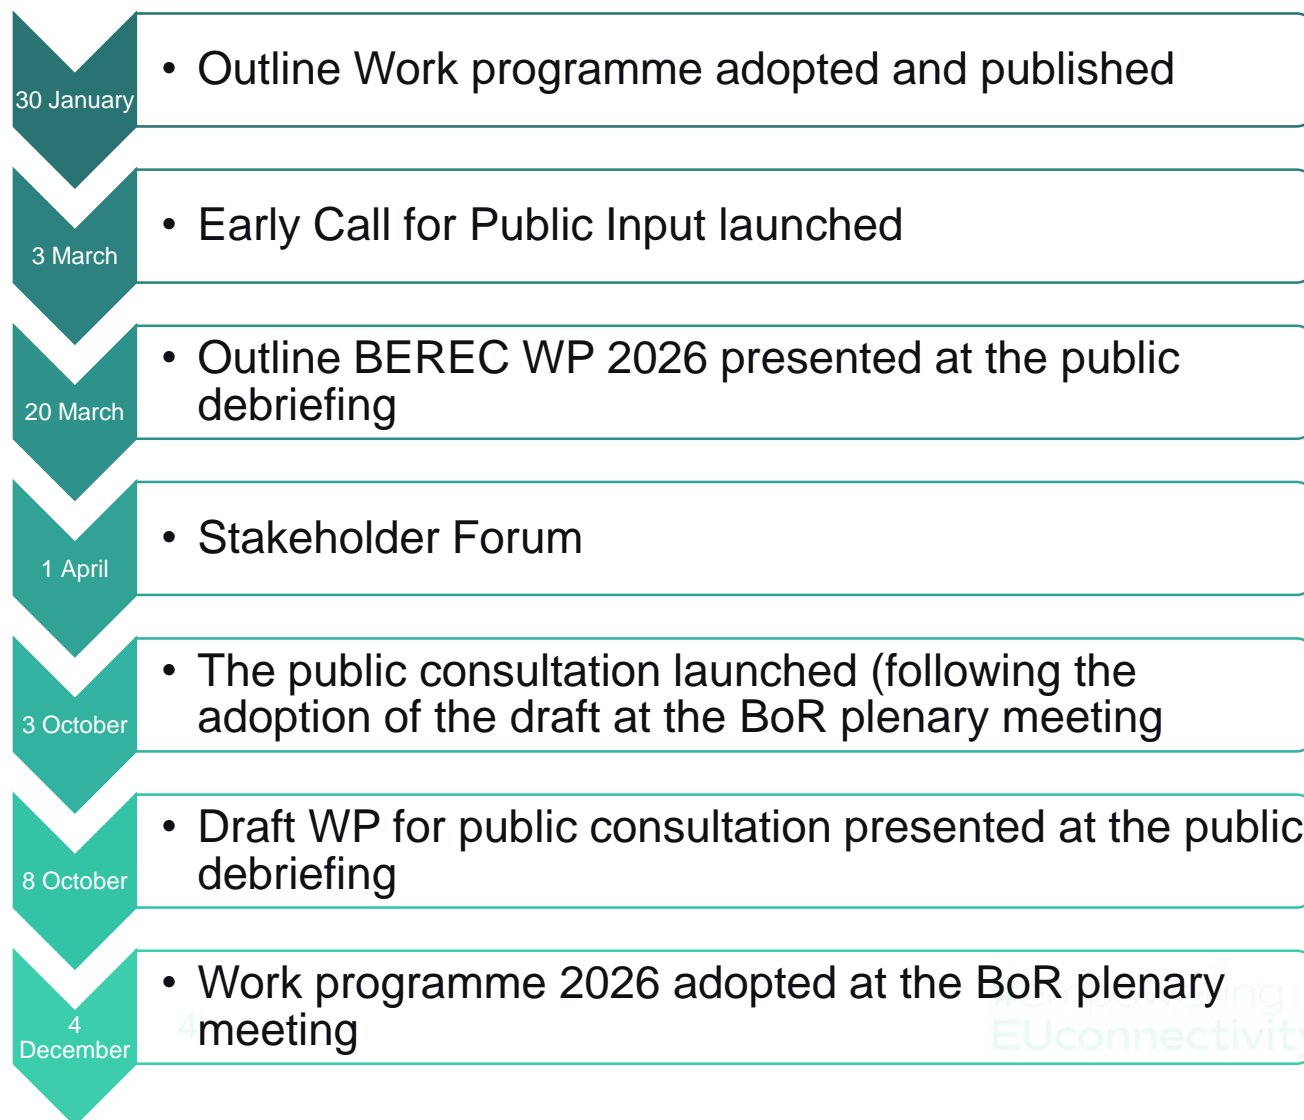 30 January
• Outline Work programme adopted and published
3 March
• Early Call for Public Input launched
20 March
• Outline BEREC WP 2026 presented at the public
debriefing
1 April
• Stakeholder Forum
3 October
• The public consultation launched (following the
adoption of the draft at the BoR plenary meeting
8 October
• Draft WP for public consultation presented at the public
debriefing
4
December
• Work programme 2026 adopted at the BoR plenary
meeting
4
EUconnectivity